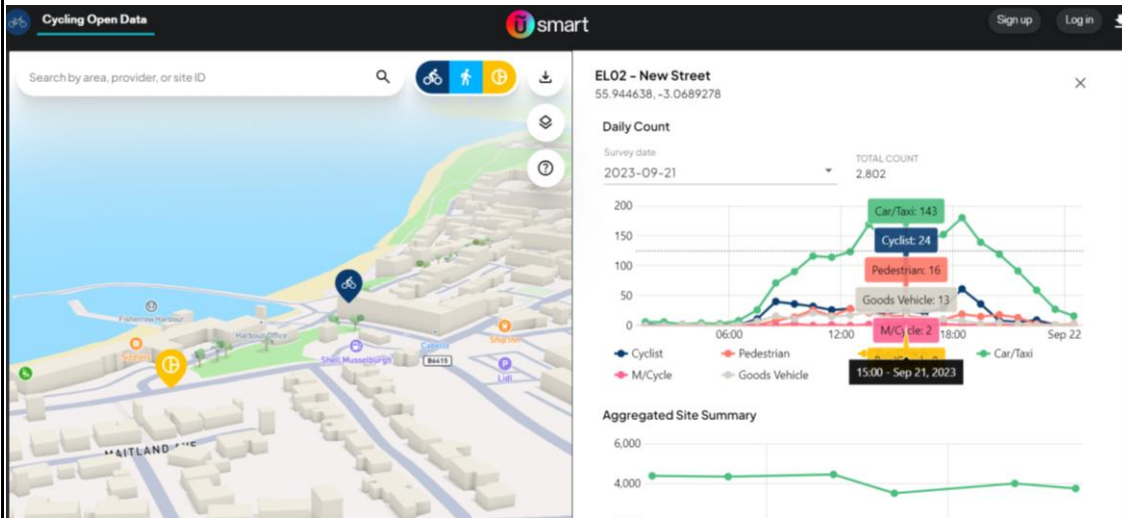 Cycling Open Data
ũ smart
Sign up
Log in
Search by area, provider, or site ID
Fisherrow Harbour
Harbour Office
Shell Musselburgh
Cabella
B6415
Ship Inn
Lidl
MAITLAND AVE
EL02 - New Street
55.944638, -3.0689278
Daily Count
Survey date
2023-09-21
TOTAL COUNT
2,802
200
150
100
50
0
06:00
12:00
18:00
Sep 22
Car/Taxi: 143
Cyclist: 24
Pedestrian: 16
Goods Vehicle: 13
M/Cycle: 2
15:00 - Sep 21, 2023
Cyclist
Pedestrian
Car/Taxi
M/Cycle
Goods Vehicle
Aggregated Site Summary
6,000
4,000